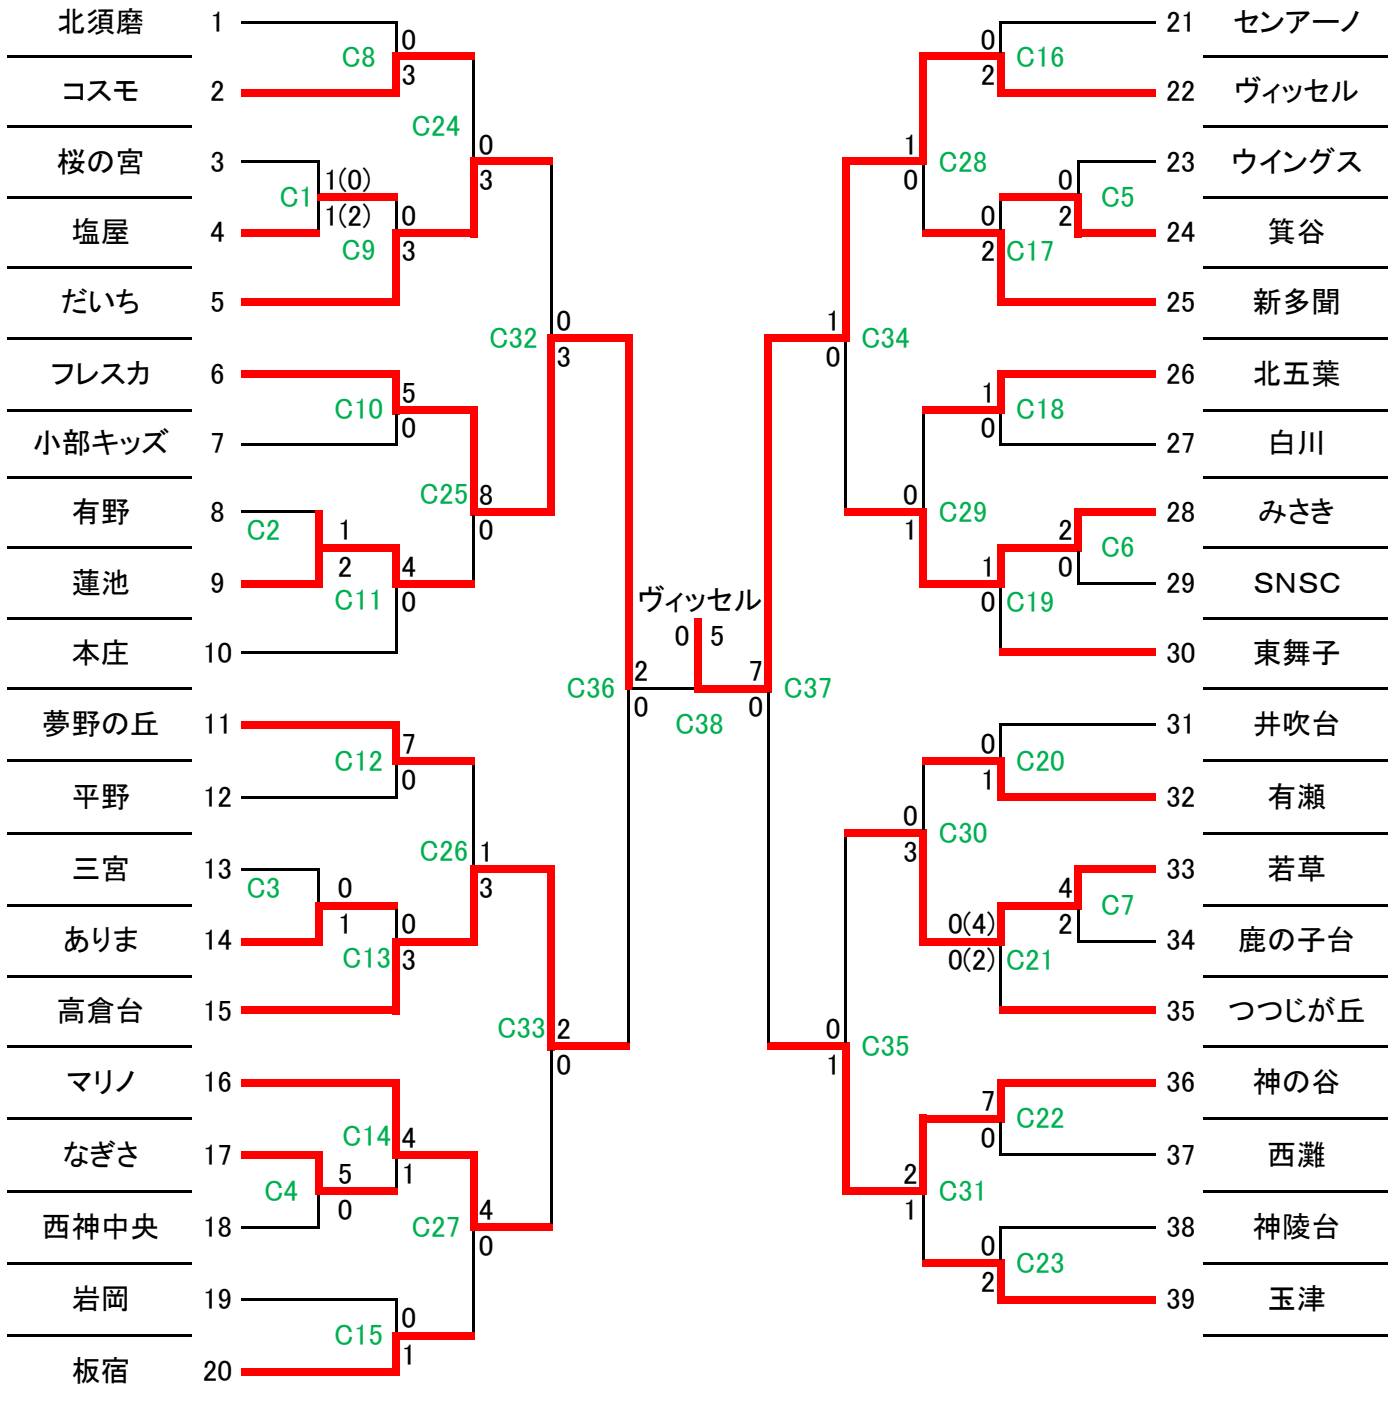 北須磨 1
コスモ 2
桜の宮 3
塩屋 4
だいち 5
フレスカ 6
小部キッズ 7
有野 8
蓮池 9
本庄 10
夢野の丘 11
平野 12
三宮 13
ありま 14
高倉台 15
マリノ 16
なぎさ 17
西神中央 18
岩岡 19
板宿 20
C8 0
3
C1 1(0)
1(2)
C9 0
3
C24 0
3
C10 5
0
C2 1
2
C11 4
0
C25 8
0
C32 0
3
C12 7
0
C3 0
1
C13 0
3
C26 1
3
C4 5
0
C14 4
1
C15 0
1
C27 4
0
C33 2
0
C36 2
0
ヴィッセル
0 5
C38
7 C37
0
1 C34
0
0 C35
1
1 C28
0
0 C29
1
0 C30
3
2 C31
1
0 C16
2
0 C5
2
0 C17
2
1 C18
0
2 C6
0
1 C19
0
0 C20
1
4 C7
2
0(4)
0(2) C21
7 C22
0
0 C23
2
21 センアーノ
22 ヴィッセル
23 ウイングス
24 箕谷
25 新多聞
26 北五葉
27 白川
28 みさき
29 SNSC
30 東舞子
31 井吹台
32 有瀬
33 若草
34 鹿の子台
35 つつじが丘
36 神の谷
37 西灘
38 神陵台
39 玉津